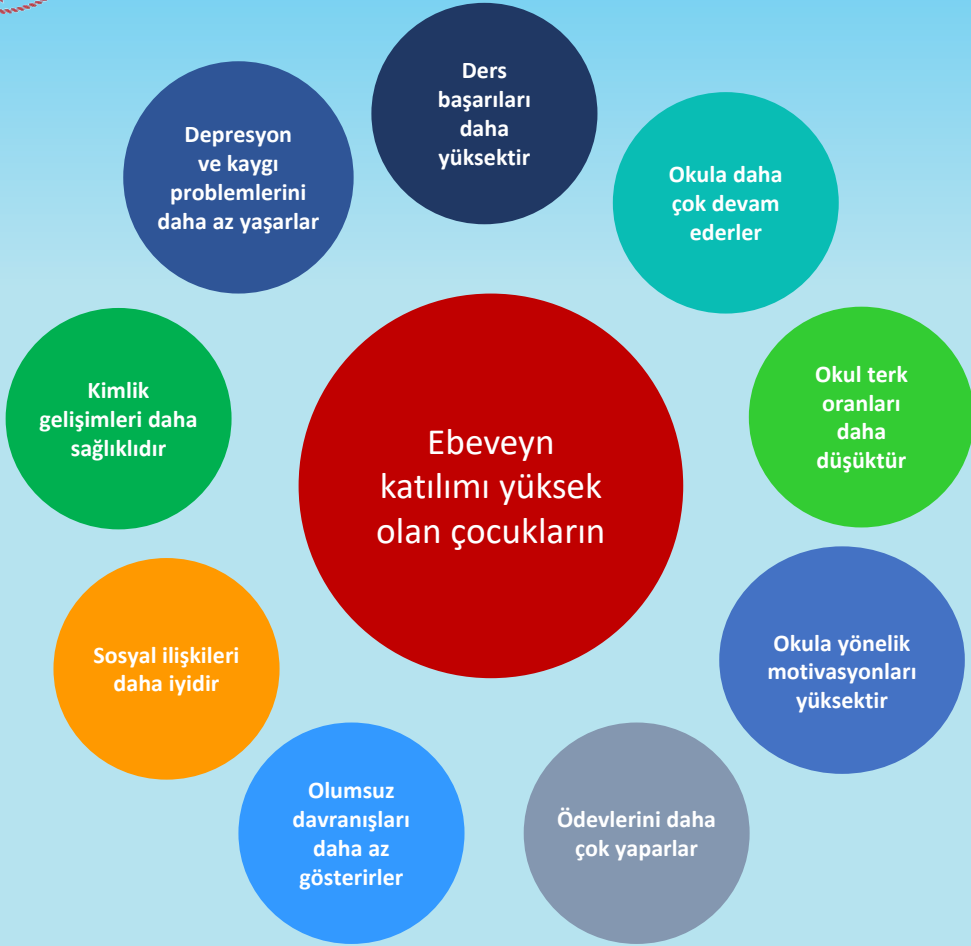 Ders
başarıları
daha
yüksektir
Okula daha
çok devam
ederler
Okul terk
oranları
daha
düşüktür
Okula yönelik
motivasyonları
yüksektir
Ödevlerini daha
çok yaparlar
Olumsuz
davranışları
daha az
gösterirler
Sosyal ilişkileri
daha iyidir
Kimlik
gelişimleri daha
sağlıklıdır
Depresyon
ve kaygı
problemlerini
daha az yaşarlar
Ebeveyn
katılımı yüksek
olan çocukların